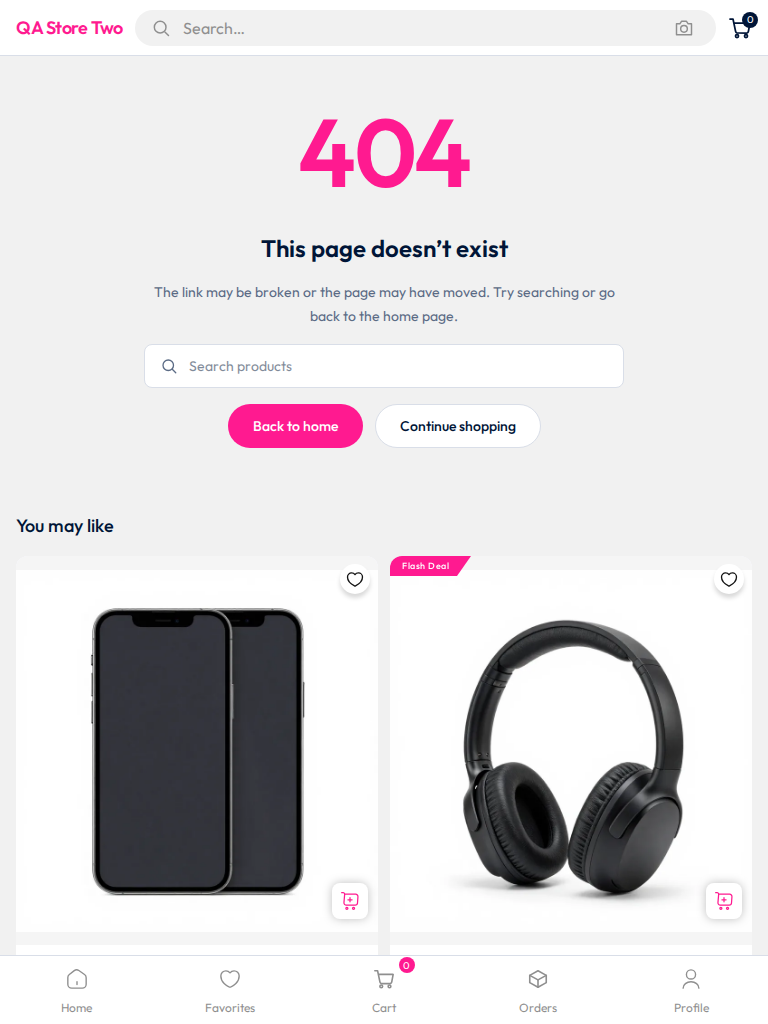 QA Store Two
Search...
0
404
This page doesn't exist
The link may be broken or the page may have moved. Try searching or go
back to the home page.
Search products
Back to home
Continue shopping
You may like
Flash Deal
0
Home
Favorites
Cart
Orders
Profile